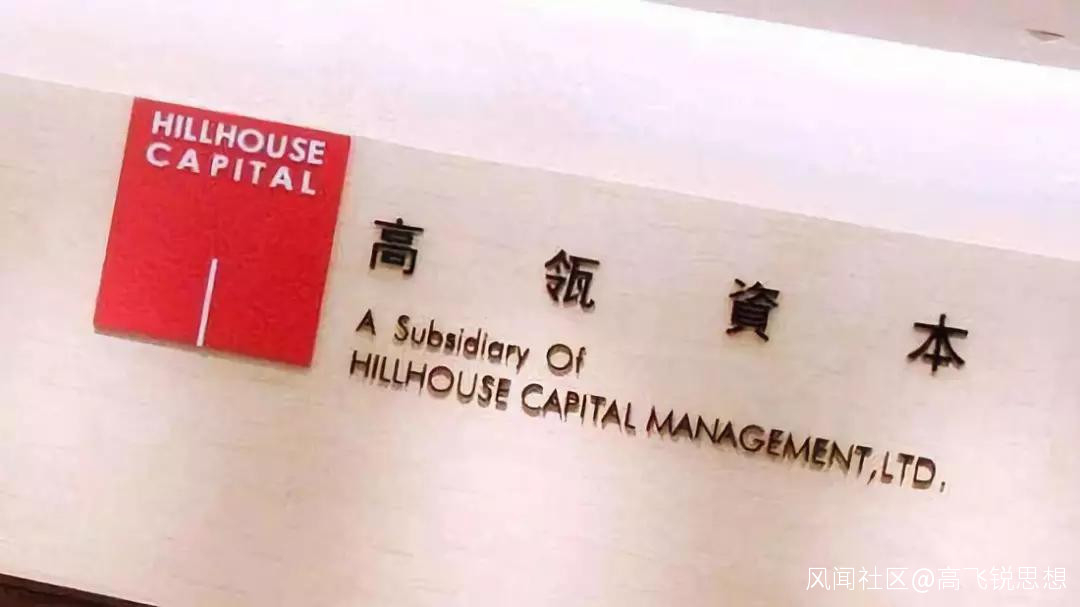 HILLHOUSE
CAPITAL
高瓴資本
A Subsidiary Of
HILLHOUSE CAPITAL MANAGEMENT,LTD.
风闻社区@高飞锐思想